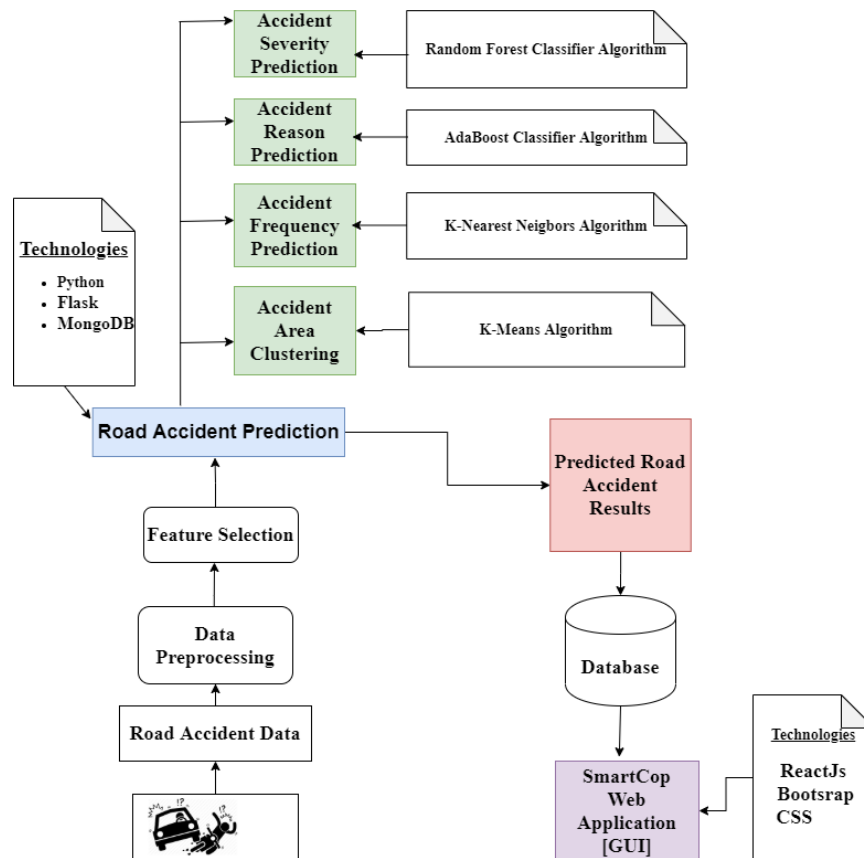 Accident
Severity
Prediction
Random Forest Classifier Algorithm
Accident
Reason
Prediction
AdaBoost Classifier Algorithm
Accident
Frequency
Prediction
K-Nearest Neigbors Algorithm
Accident
Area
Clustering
K-Means Algorithm
Technologies
• Python
• Flask
• MongoDB
Road Accident Prediction
Predicted Road
Accident
Results
Feature Selection
Data
Preprocessing
Database
Road Accident Data
Technologies
ReactJs
Bootsrap
CSS
SmartCop
Web
Application
[GUI]
!?
!?